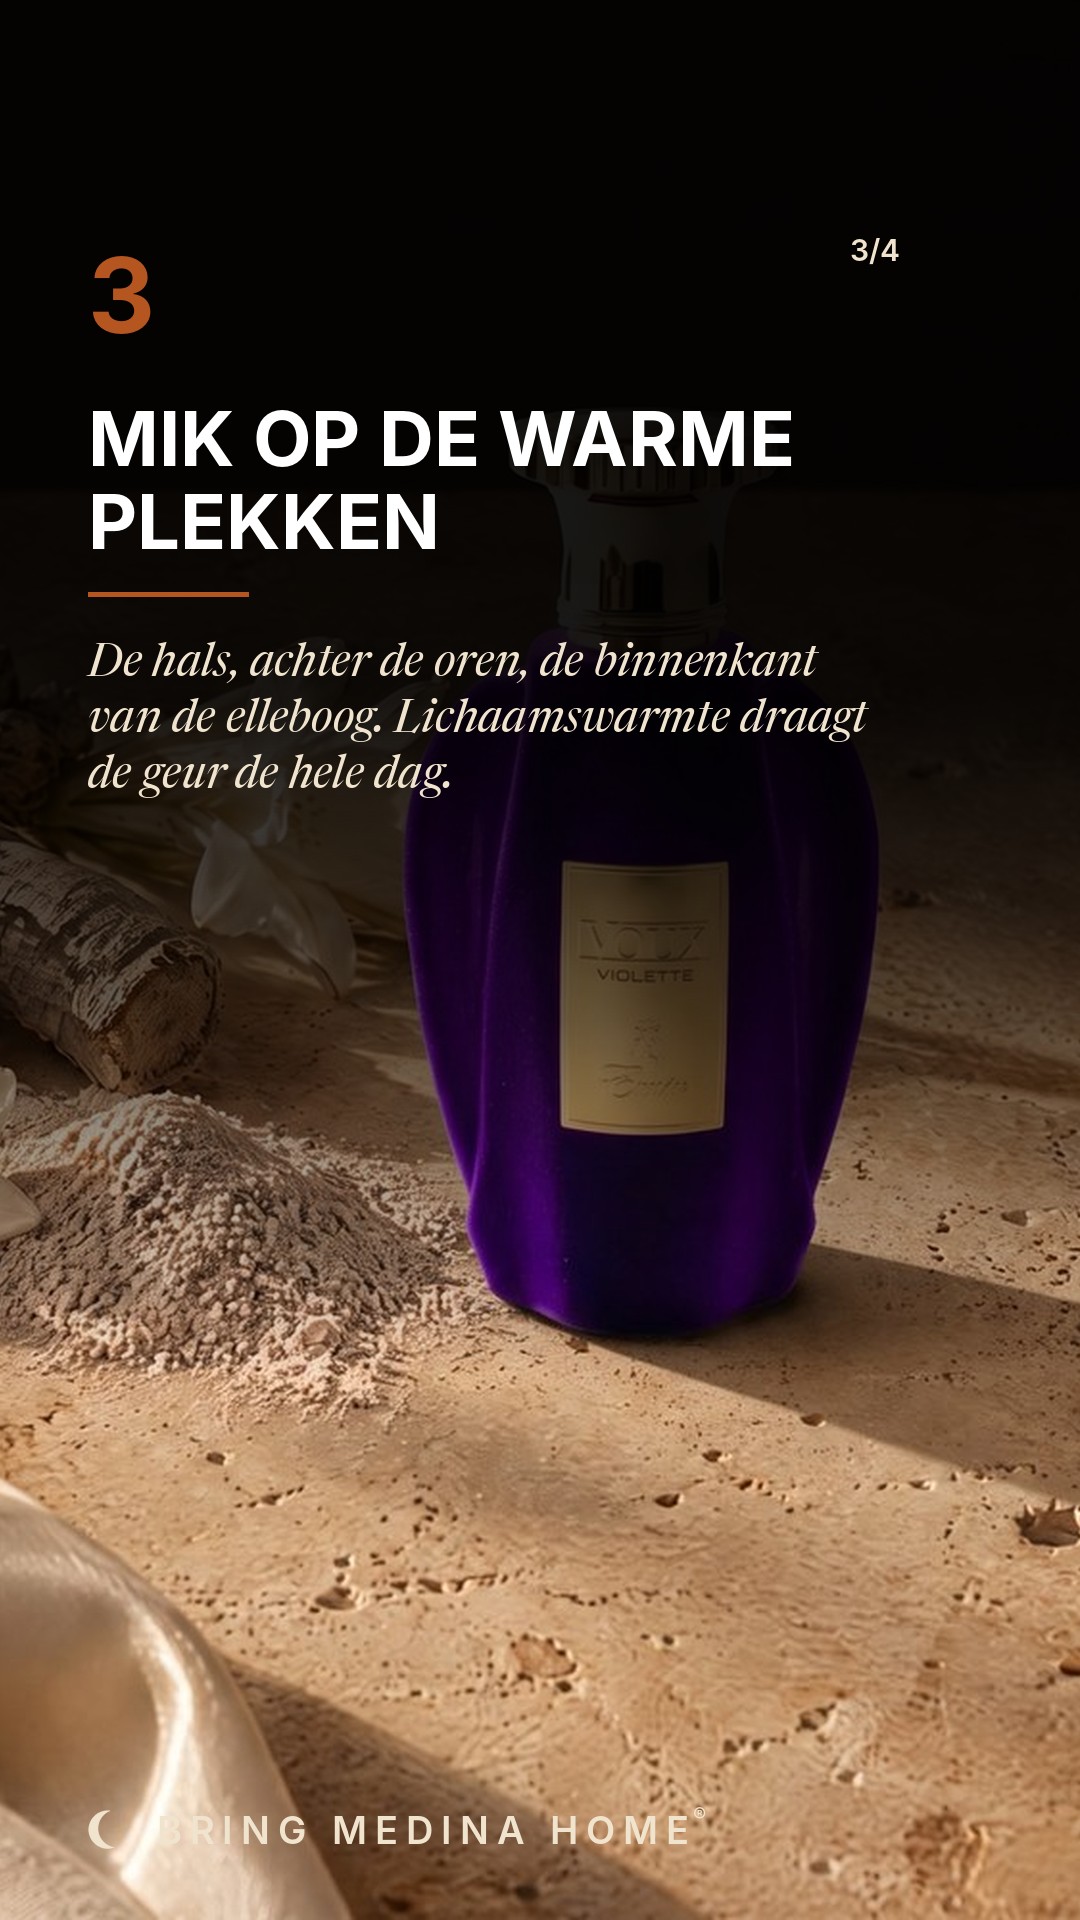 3/4
3
MIK OP DE WARME
PLEKKEN
De hals, achter de oren, de binnenkant
van de elleboog. Lichaamswarmte draagt
de geur de hele dag.
VIOLETTE
BRING MEDINA HOME®